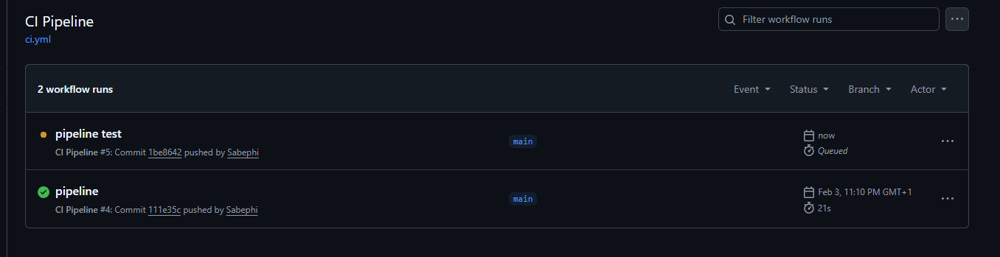 CI Pipeline
Filter workflow runs
ci.yml
2 workflow runs
Event
Status
Branch
Actor
pipeline test
main
now
CI Pipeline #5: Commit 1be8642 pushed by Sabephi
Queued
pipeline
main
Feb 3, 11:10 PM GMT+1
CI Pipeline #4: Commit 111e35c pushed by Sabephi
21s